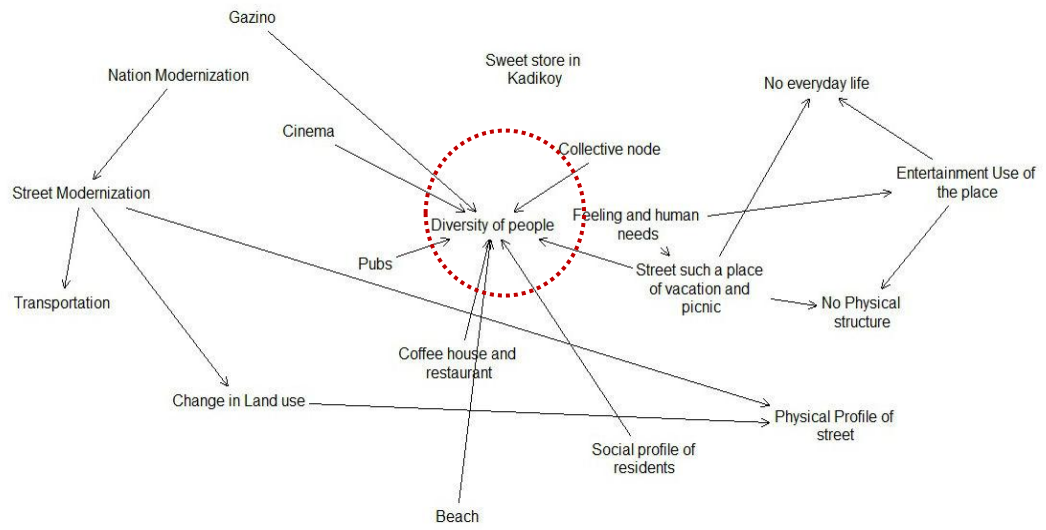 Gazino
Sweet store in
Kadikoy
Nation Modernization
No everyday life
Cinema
Collective node
Entertainment Use of
the place
Street Modernization
Feeling and human
needs
Diversity of people
Pubs
Street such a place
of vacation and
picnic
Transportation
No Physical
structure
Coffee house and
restaurant
Change in Land use
Physical Profile of
street
Social profile of
residents
Beach